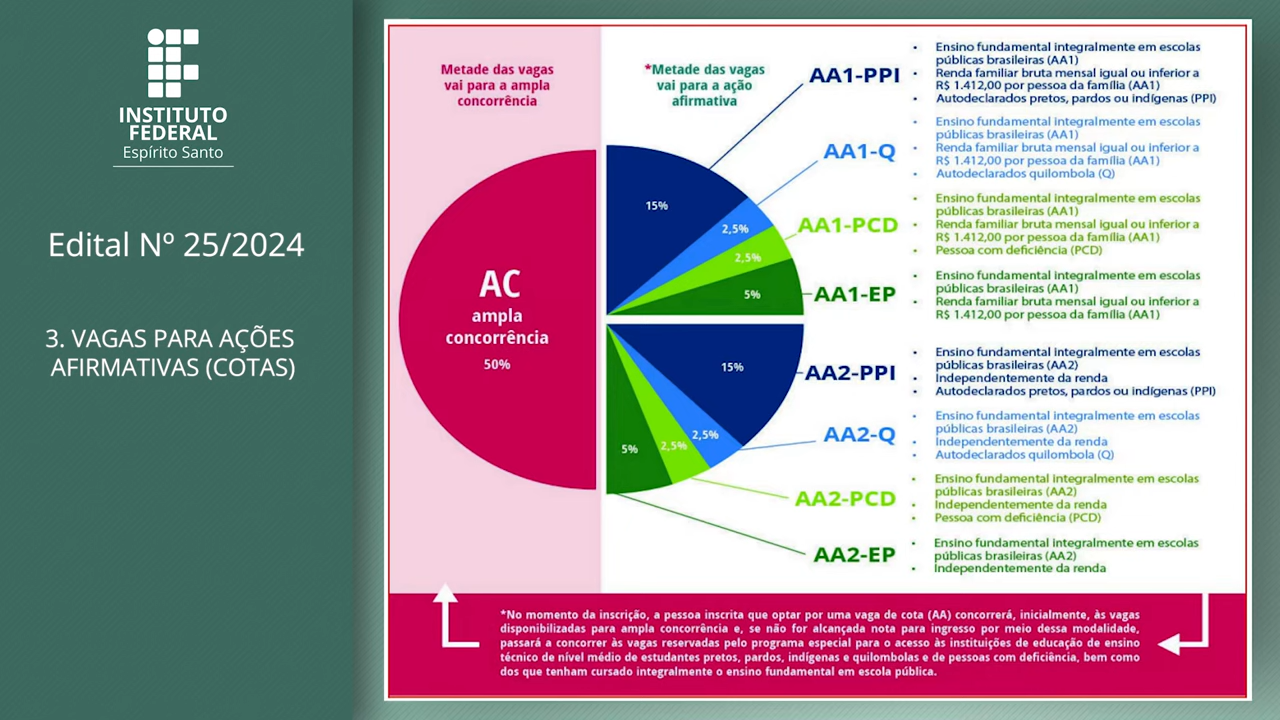 INSTITUTO
FEDERAL
Espírito Santo
Edital Nº 25/2024
3. VAGAS PARA AÇÕES
AFIRMATIVAS (COTAS)
Metade das vagas
vai para a ampla
concorrência
*Metade das vagas
vai para a ação
afirmativa
AC
ampla
concorrência
50%
15%
2,5%
2,5%
5%
15%
2,5%
2,5%
5%
AA1-PPI
• Ensino fundamental integralmente em escolas
públicas brasileiras (AA1)
• Renda familiar bruta mensal igual ou inferior a
R$ 1.412,00 por pessoa da família (AA1)
• Autodeclarados pretos, pardos ou indígenas (PPI)
AA1-Q
• Ensino fundamental integralmente em escolas
públicas brasileiras (AA1)
• Renda familiar bruta mensal igual ou inferior a
R$ 1.412,00 por pessoa da família (AA1)
• Autodeclarados quilombola (Q)
AA1-PCD
• Ensino fundamental integralmente em escolas
públicas brasileiras (AA1)
• Renda familiar bruta mensal igual ou inferior a
R$ 1.412,00 por pessoa da família (AA1)
• Pessoa com deficiência (PCD)
AA1-EP
• Ensino fundamental integralmente em escolas
públicas brasileiras (AA1)
• Renda familiar bruta mensal igual ou inferior a
R$ 1.412,00 por pessoa da família (AA1)
AA2-PPI
• Ensino fundamental integralmente em escolas
públicas brasileiras (AA2)
• Independentemente da renda
• Autodeclarados pretos, pardos ou indígenas (PPI)
AA2-Q
• Ensino fundamental integralmente em escolas
públicas brasileiras (AA2)
• Independentemente da renda
• Autodeclarados quilombola (Q)
AA2-PCD
• Ensino fundamental integralmente em escolas
públicas brasileiras (AA2)
• Independentemente da renda
• Pessoa com deficiência (PCD)
AA2-EP
• Ensino fundamental integralmente em escolas
públicas brasileiras (AA2)
• Independentemente da renda
*No momento da inscrição, a pessoa inscrita que optar por uma vaga de cota (AA) concorrerá, inicialmente, às vagas
disponibilizadas para ampla concorrência e, se não for alcançada nota para ingresso por meio dessa modalidade,
passará a concorrer às vagas reservadas pelo programa especial para o acesso às instituições de educação de ensino
técnico de nível médio de estudantes pretos, pardos, indígenas e quilombolas e de pessoas com deficiência, bem como
dos que tenham cursado integralmente o ensino fundamental em escola pública.